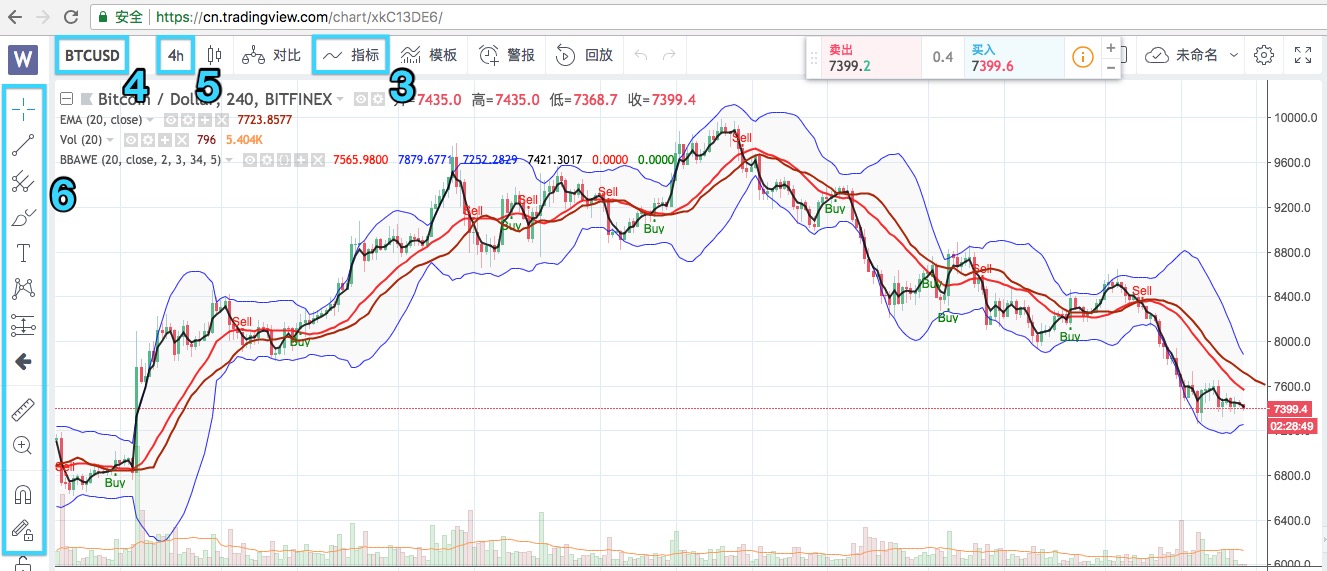 安全 https://cn.tradingview.com/chart/xkC13DE6/
W BTCUSD 4h 对比 指标 模板 警报 回放 卖出 7399.2 0.4 买入 7399.6 未命名
4 5 3
Bitcoin / Dollar, 240, BITFINEX =7435.0 高=7435.0 低=7368.7 收=7399.4
EMA (20, close) 7723.8577
Vol (20) 796 5.404K
BBAWE (20, close, 2, 3, 34, 5) 7565.9800 7879.6771 7252.2829 7421.3017 0.0000 0.0000
6
T
Sell Buy Sell Buy Sell Buy Sell Sell Buy Sell Buy Buy Buy Sell Buy Sell
10000.0
9600.0
9200.0
8800.0
8400.0
8000.0
7600.0
7399.4
02:28:49
6800.0
6400.0
6000.0